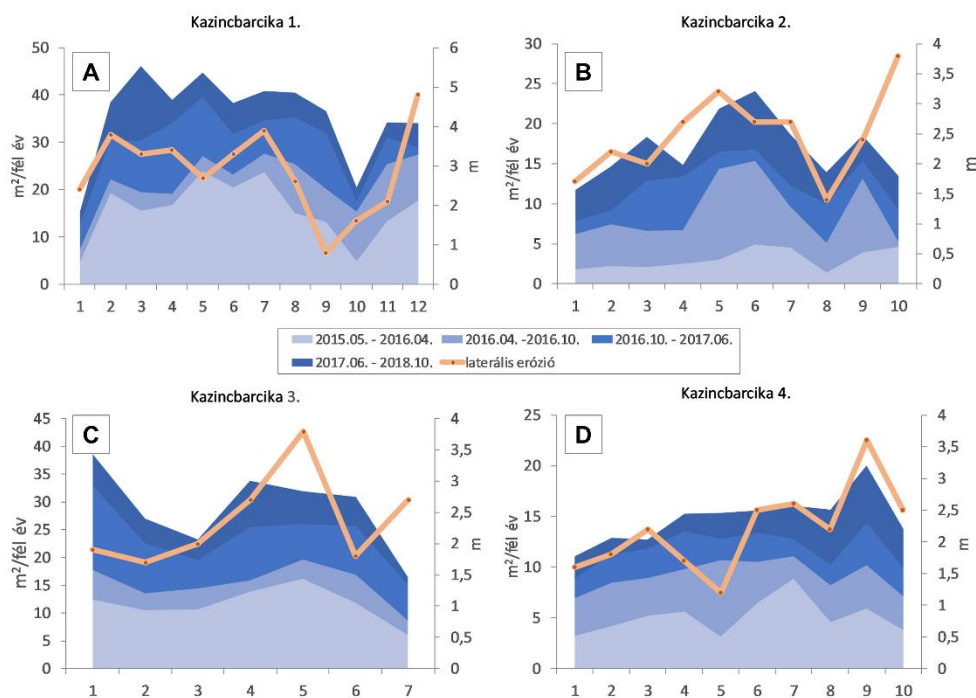 Kazincbarcika 1.
A
m²/fél év
50
40
30
20
10
0
6
5
4
3
2
1
0
m
1 2 3 4 5 6 7 8 9 10 11 12
Kazincbarcika 2.
B
m²/fél év
30
25
20
15
10
5
0
4
3,5
3
2,5
2
1,5
1
0,5
0
m
1 2 3 4 5 6 7 8 9 10
2015.05. - 2016.04. 2016.04. -2016.10. 2016.10. - 2017.06.
2017.06. - 2018.10. laterális erózió
Kazincbarcika 3.
C
m²/fél év
45
40
35
30
25
20
15
10
5
0
4
3,5
3
2,5
2
1,5
1
0,5
0
m
1 2 3 4 5 6 7
Kazincbarcika 4.
D
m²/fél év
25
20
15
10
5
0
4
3,5
3
2,5
2
1,5
1
0,5
0
m
1 2 3 4 5 6 7 8 9 10